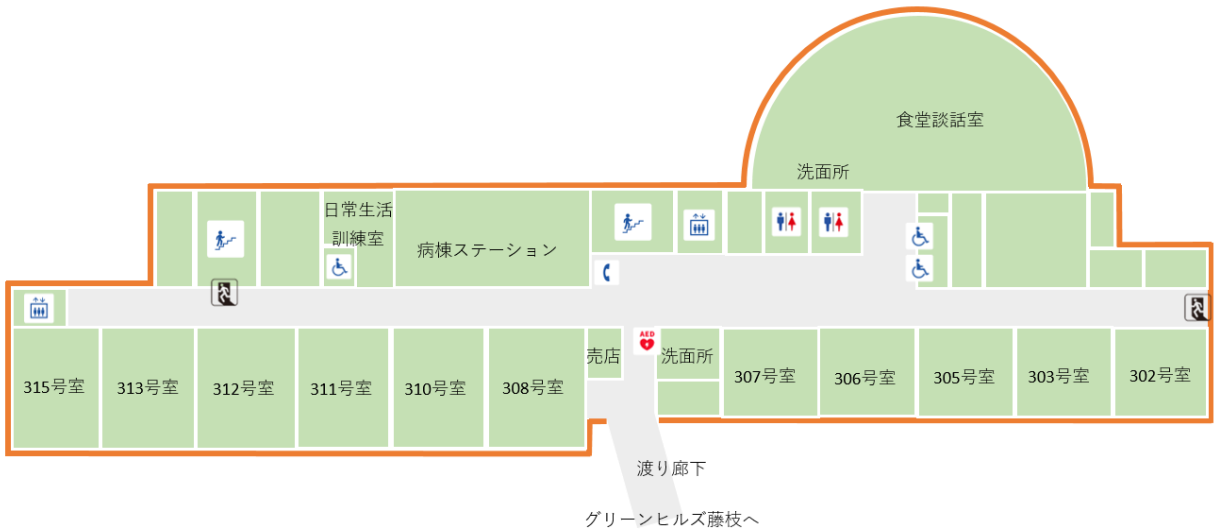 食堂談話室
洗面所
日常生活
訓練室
病棟ステーション
AED
売店
洗面所
315号室
313号室
312号室
311号室
310号室
308号室
307号室
306号室
305号室
303号室
302号室
渡り廊下
グリーンヒルズ藤枝へ